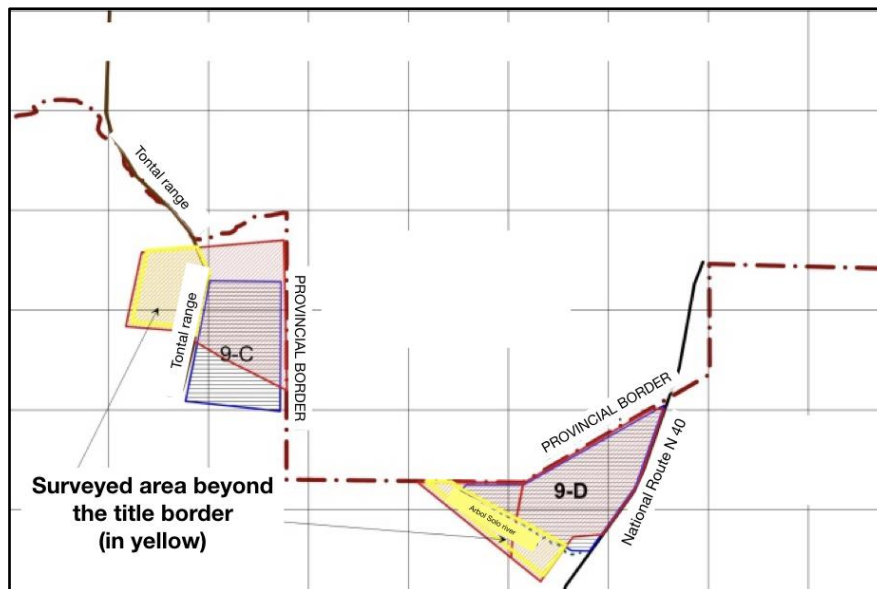 Tontal range
Tontal range
9-C
PROVINCIAL BORDER
PROVINCIAL BORDER
9-D
National Route N 40
Arbol Solo river
Surveyed area beyond
the title border
(in yellow)